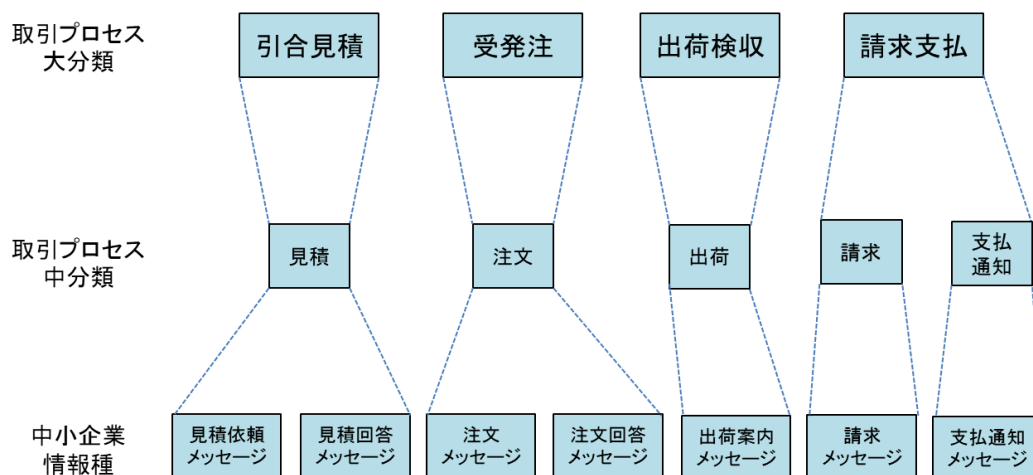 取引プロセス
大分類
引合見積
受発注
出荷検収
請求支払
取引プロセス
中分類
見積
注文
出荷
請求
支払
通知
中小企業
情報種
見積依頼
メッセージ
見積回答
メッセージ
注文
メッセージ
注文回答
メッセージ
出荷案内
メッセージ
請求
メッセージ
支払通知
メッセージ